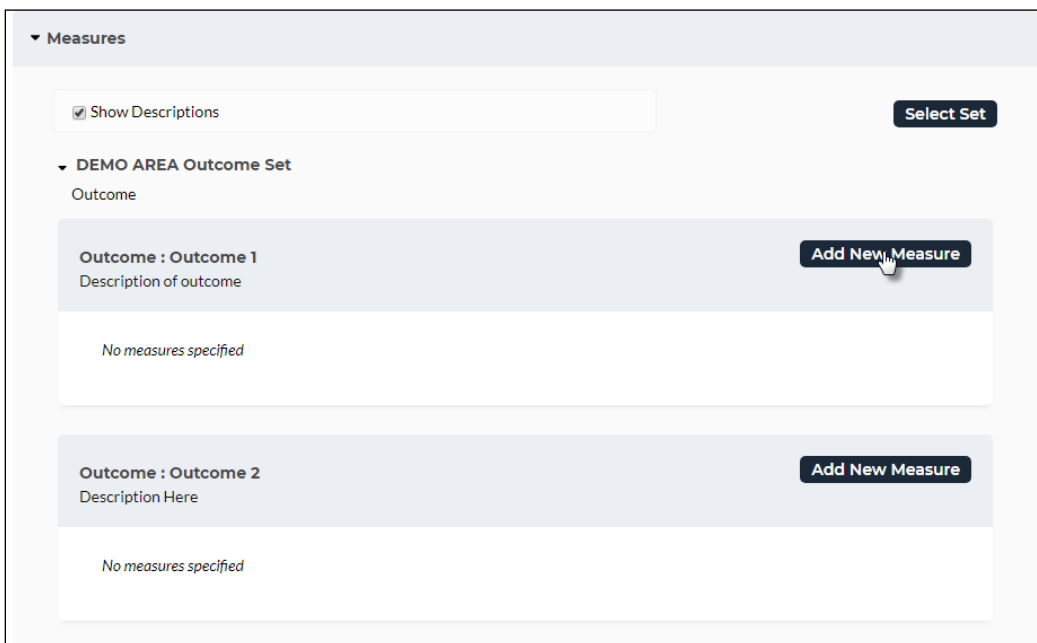 Measures
Show Descriptions
Select Set
DEMO AREA Outcome Set
Outcome
Outcome : Outcome 1
Add New Measure
Description of outcome
No measures specified
Outcome : Outcome 2
Add New Measure
Description Here
No measures specified